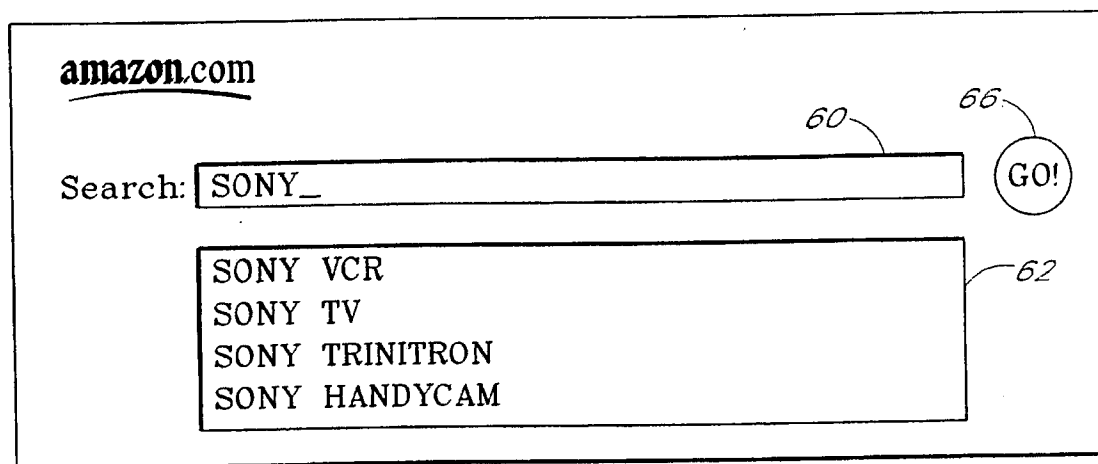 amazon.com
60
66
Search: SONY_ GO!
SONY VCR
62
SONY TV
SONY TRINITRON
SONY HANDYCAM